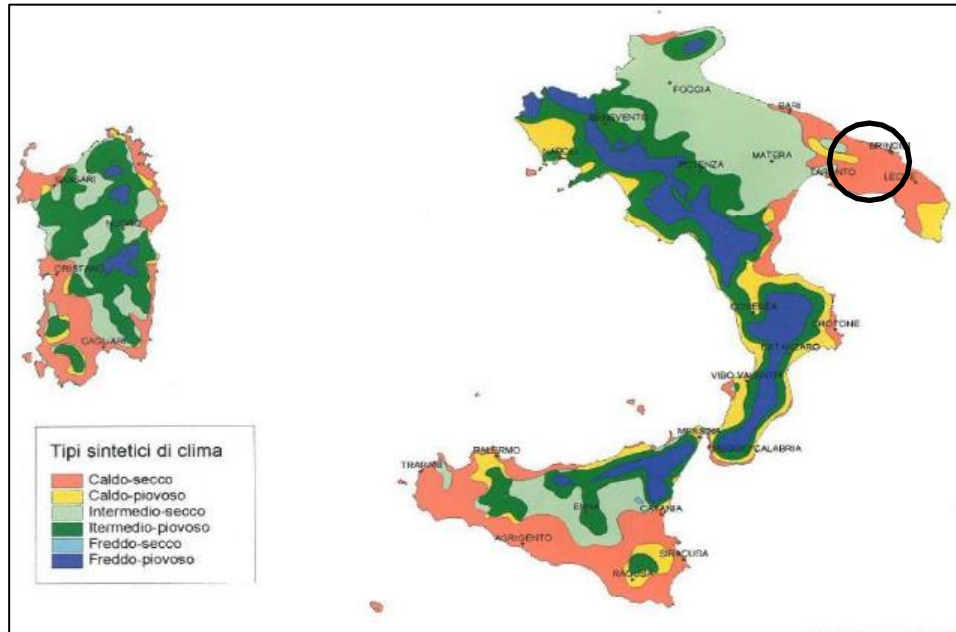 FOGGIA
BARI
BENEVENTO
NAPOLI
POTENZA
MATERA
TARANTO
BRINDISI
LECCE
SASSARI
NUORO
ORISTANO
CAGLIARI
COSENZA
CROTONE
CATANZARO
VIBO VALENTIA
MESSINA
REGGIO CALABRIA
PALERMO
TRAPANI
ENNA
CATANIA
AGRIGENTO
SIRACUSA
RAGUSA
Tipi sintetici di clima
Caldo-secco
Caldo-piovoso
Intermedio-secco
Itermedio-piovoso
Freddo-secco
Freddo-piovoso